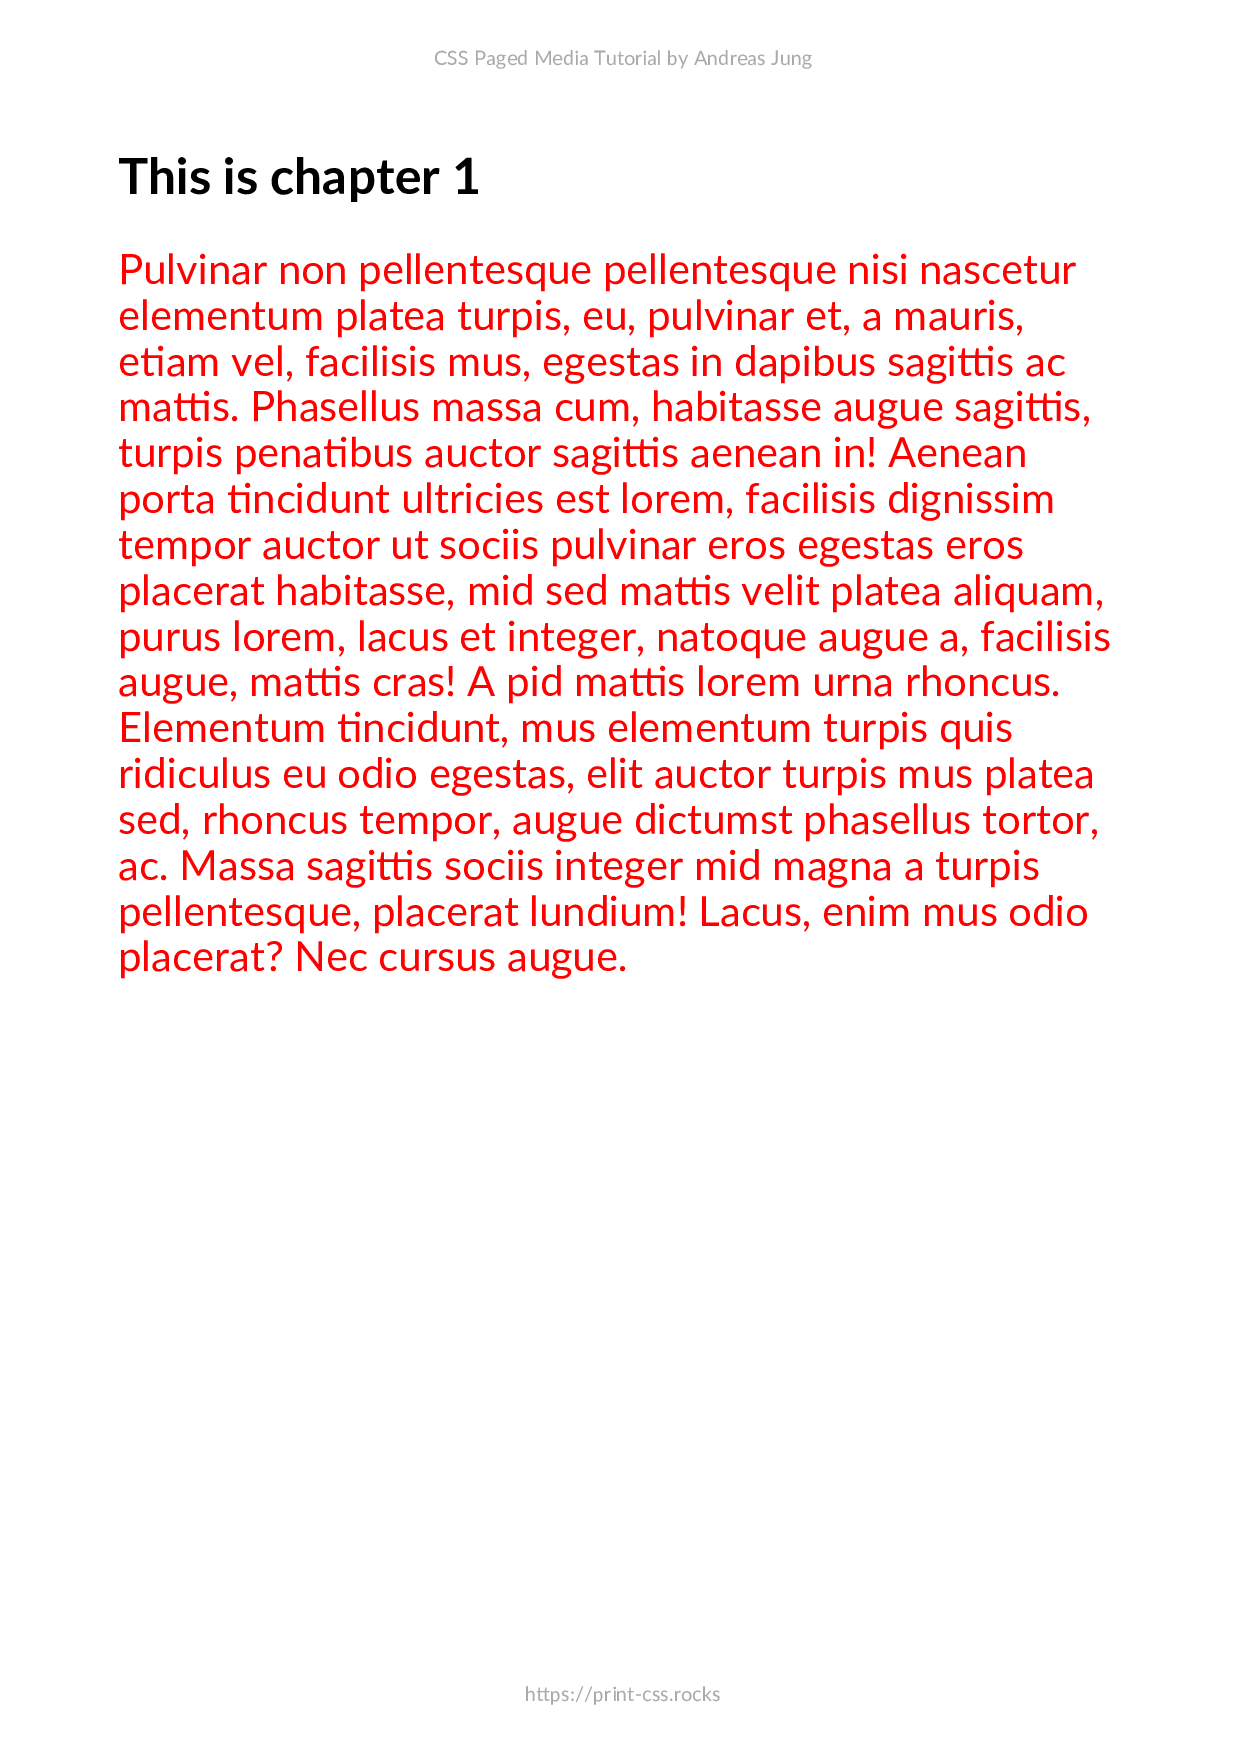 CSS Paged Media Tutorial by Andreas Jung
This is chapter 1
Pulvinar non pellentesque pellentesque nisi nascetur
elementum platea turpis, eu, pulvinar et, a mauris,
etiam vel, facilisis mus, egestas in dapibus sagittis ac
mattis. Phasellus massa cum, habitasse augue sagittis,
turpis penatibus auctor sagittis aenean in! Aenean
porta tincidunt ultricies est lorem, facilisis dignissim
tempor auctor ut sociis pulvinar eros egestas eros
placerat habitasse, mid sed mattis velit platea aliquam,
purus lorem, lacus et integer, natoque augue a, facilisis
augue, mattis cras! A pid mattis lorem urna rhoncus.
Elementum tincidunt, mus elementum turpis quis
ridiculus eu odio egestas, elit auctor turpis mus platea
sed, rhoncus tempor, augue dictumst phasellus tortor,
ac. Massa sagittis sociis integer mid magna a turpis
pellentesque, placerat lundium! Lacus, enim mus odio
placerat? Nec cursus augue.
https://print-css.rocks